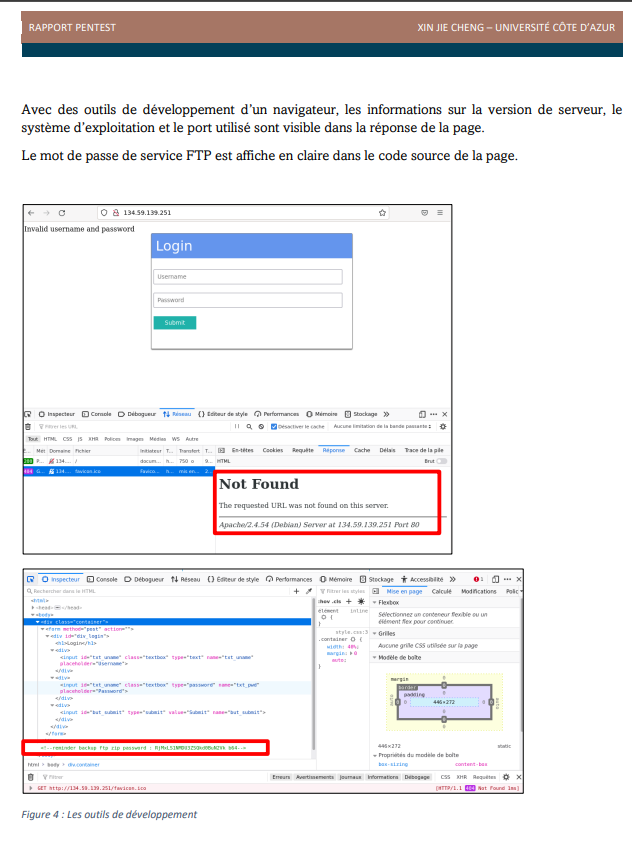 RAPPORT PENTEST
XIN JIE CHENG – UNIVERSITÉ CÔTE D'AZUR
Avec des outils de développement d'un navigateur, les informations sur la version de serveur, le
système d'exploitation et le port utilisé sont visible dans la réponse de la page.
Le mot de passe de service FTP est affiche en claire dans le code source de la page.
134.59.139.251
Invalid username and password
Login
Username
Password
Submit
Inspecteur Console Débogueur Réseau Éditeur de style Performances Mémoire Stockage
Filtrer les URL
Désactiver le cache Aucune limitation de la bande passante
Tout HTML CSS JS XHR Polices Images Médias WS Autre
É... Mét Domaine Fichier Initiateur T... Transfert T...
En-têtes Cookies Requête Réponse Cache Délais Trace de la pile
P... 134... / docum... h... 750 o 9...
HTML Brut
404 G... 134... favicon.ico Favico... h... mis en... 2...
Not Found
The requested URL was not found on this server.
Apache/2.4.54 (Debian) Server at 134.59.139.251 Port 80
Inspecteur Console Débogueur Réseau Éditeur de style Performances Mémoire Stockage Accessibilité 1
Rechercher dans le HTML
<html>
<head></head>
<body>
<div class="container">
<form method="post" action="">
<div id="div_login">
<h1>Login</h1>
<div>
<input id="txt_uname" class="textbox" type="text" name="txt_uname"
placeholder="Username">
</div>
<div>
<input id="txt_uname" class="textbox" type="password" name="txt_pwd"
placeholder="Password">
</div>
<div>
<input id="but_submit" type="submit" value="Submit" name="but_submit">
</div>
</div>
</form>
<!--reminder backup ftp zip password :
html > body > div.container
Filtrer les styles
:hov .cls +
élément inline
{
}
style.css:3
.container {
width: 40%;
margin: 0
auto;
}
Mise en page Calculé Modifications Polic
Flexbox
Sélectionnez un conteneur flexible ou un
élément flex pour continuer.
Grilles
Aucune grille CSS utilisée sur la page
Modèle de boîte
margin
border
padding
446×272
auto
0
446×272 static
Propriétés du modèle de boîte
box-sizing content-box
Filtrer
Erreurs Avertissements Journaux Informations Débogage CSS XHR Requêtes
GET http://134.59.139.251/favicon.ico [HTTP/1.1 404 Not Found 1ms]
Figure 4 : Les outils de développement